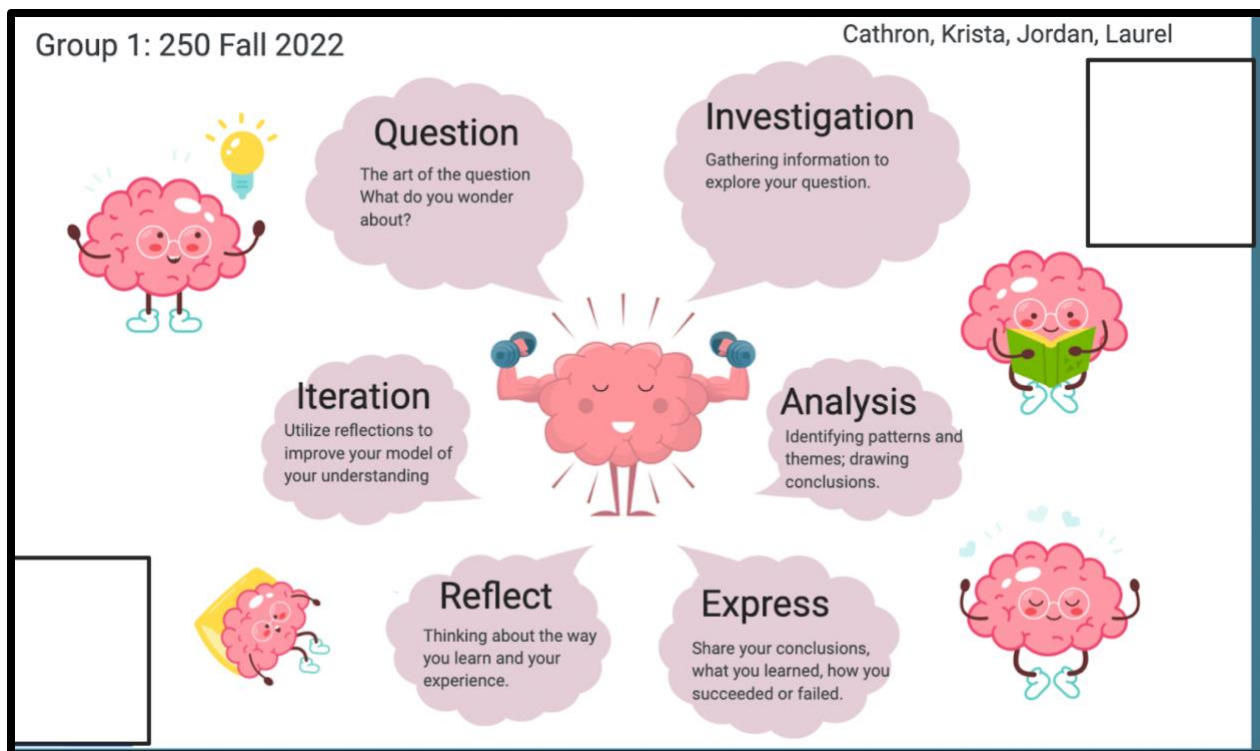 Group 1: 250 Fall 2022
Cathron, Krista, Jordan, Laurel
Question
The art of the question
What do you wonder
about?
Investigation
Gathering information to
explore your question.
Iteration
Utilize reflections to
improve your model of
your understanding
Analysis
Identifying patterns and
themes; drawing
conclusions.
Reflect
Thinking about the way
you learn and your
experience.
Express
Share your conclusions,
what you learned, how you
succeeded or failed.